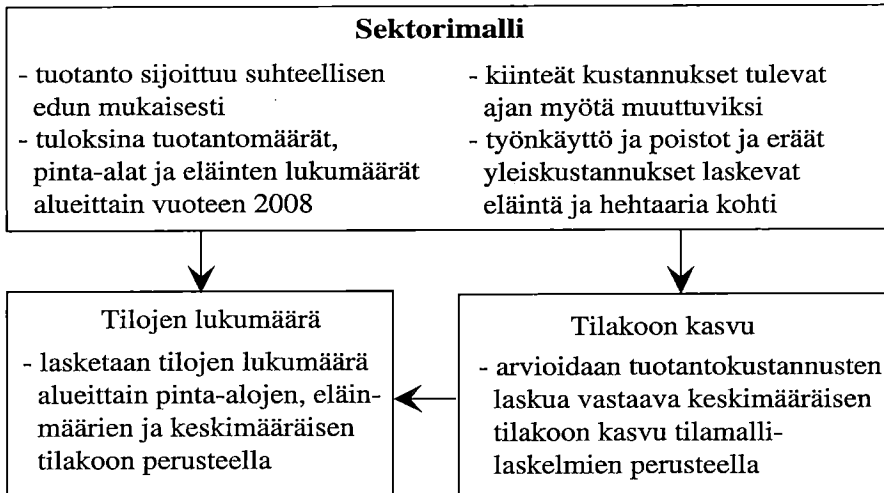 Sektorimalli
- tuotanto sijoittuu suhteellisen
edun mukaisesti
- tuloksina tuotantomäärät,
pinta-alat ja eläinten lukumäärät
alueittain vuoteen 2008
- kiinteät kustannukset tulevat
ajan myötä muuttuviksi
- työnkäyttö ja poistot ja eräät
yleiskustannukset laskevat
eläintä ja hehtaaria kohti
Tilojen lukumäärä
- lasketaan tilojen lukumäärä
alueittain pinta-alojen, eläin-
määrien ja keskimääräisen
tilakoon perusteella
Tilakoon kasvu
- arvioidaan tuotantokustannusten
laskua vastaava keskimääräisen
tilakoon kasvu tilamalli-
laskelmien perusteella